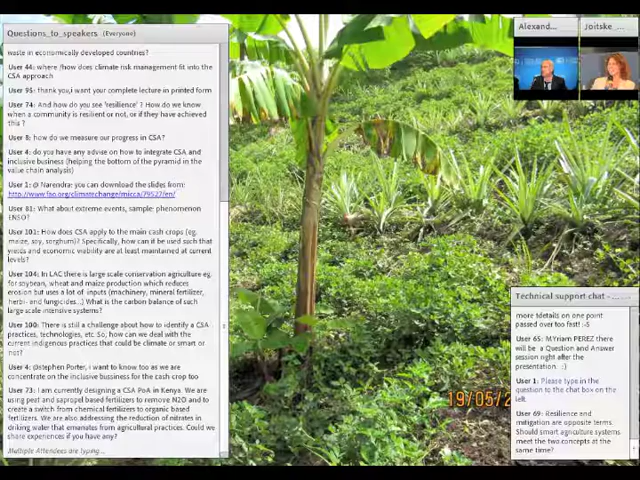 Questions_to_speakers (Everyone)
waste in economically developed countries?
User 44: where /how does climate risk management fit into the
CSA approach
User 95: thank you,i want your complete lecture in printed form
User 74: And how do you see 'resilience' ? How do we know
when a community is resilient or not, or if they have achieved
this ?
User 8: how do we measure our progress in CSA?
User 4: do you have any advise on how to integrate CSA and
inclusive business (helping the bottom of the pyramid in the
value chain analysis)
User 1: @ Narendra: you can download the slides from:
http://www.fao.org/climatechange/micca/79527/en/
User 81: What about extreme events, sample: phenomenon
ENSO?
User 101: How does CSA apply to the main cash crops (eg.
maize, soy, sorghum)? Specifically, how can it be used such that
yields and economic viability are at least maintained at current
levels?
User 104: In LAC there is large scale conservation agriculture eg.
for soybean, wheat and maize production which reduces
erosion but uses a lot of inputs (machinery, mineral fertilizer,
herbi- and fungicides...) What is the carbon balance of such
large scale intensive systems?
User 100: There is still a challenge about how to identify a CSA
practices, technologies, etc. So, how can we deal with the
current indigenous practices that could be climate or smart or
not?
User 4: @stephen Porter, i want to know too as we are
concentrate on the inclusive business for the cash crop too
User 73: I am currently designing a CSA PoA in Kenya. We are
using peat and sapropel based fertilizers to remove N2O and to
create a switch from chemical fertilizers to organic based
fertilizers. We are also addressing the reduction of nitrates in
driking water that emanates from agricultural practices. Could we
share experiences if you have any?
Multiple Attendees are typing...
Alexand...
Joitske_...
19/05/2
Technical support chat
more !details on one point
passed over too fast! :-$
User 65: MYriam PEREZ there
will be a Question and Answer
session right after the
presentation. :)
User 1: Please type in
the question to
the chat box on the
left.
User 69: Resilience and
mitigation are opposite terms.
Should smart agriculture systems
meet the two concepts at the
same time?